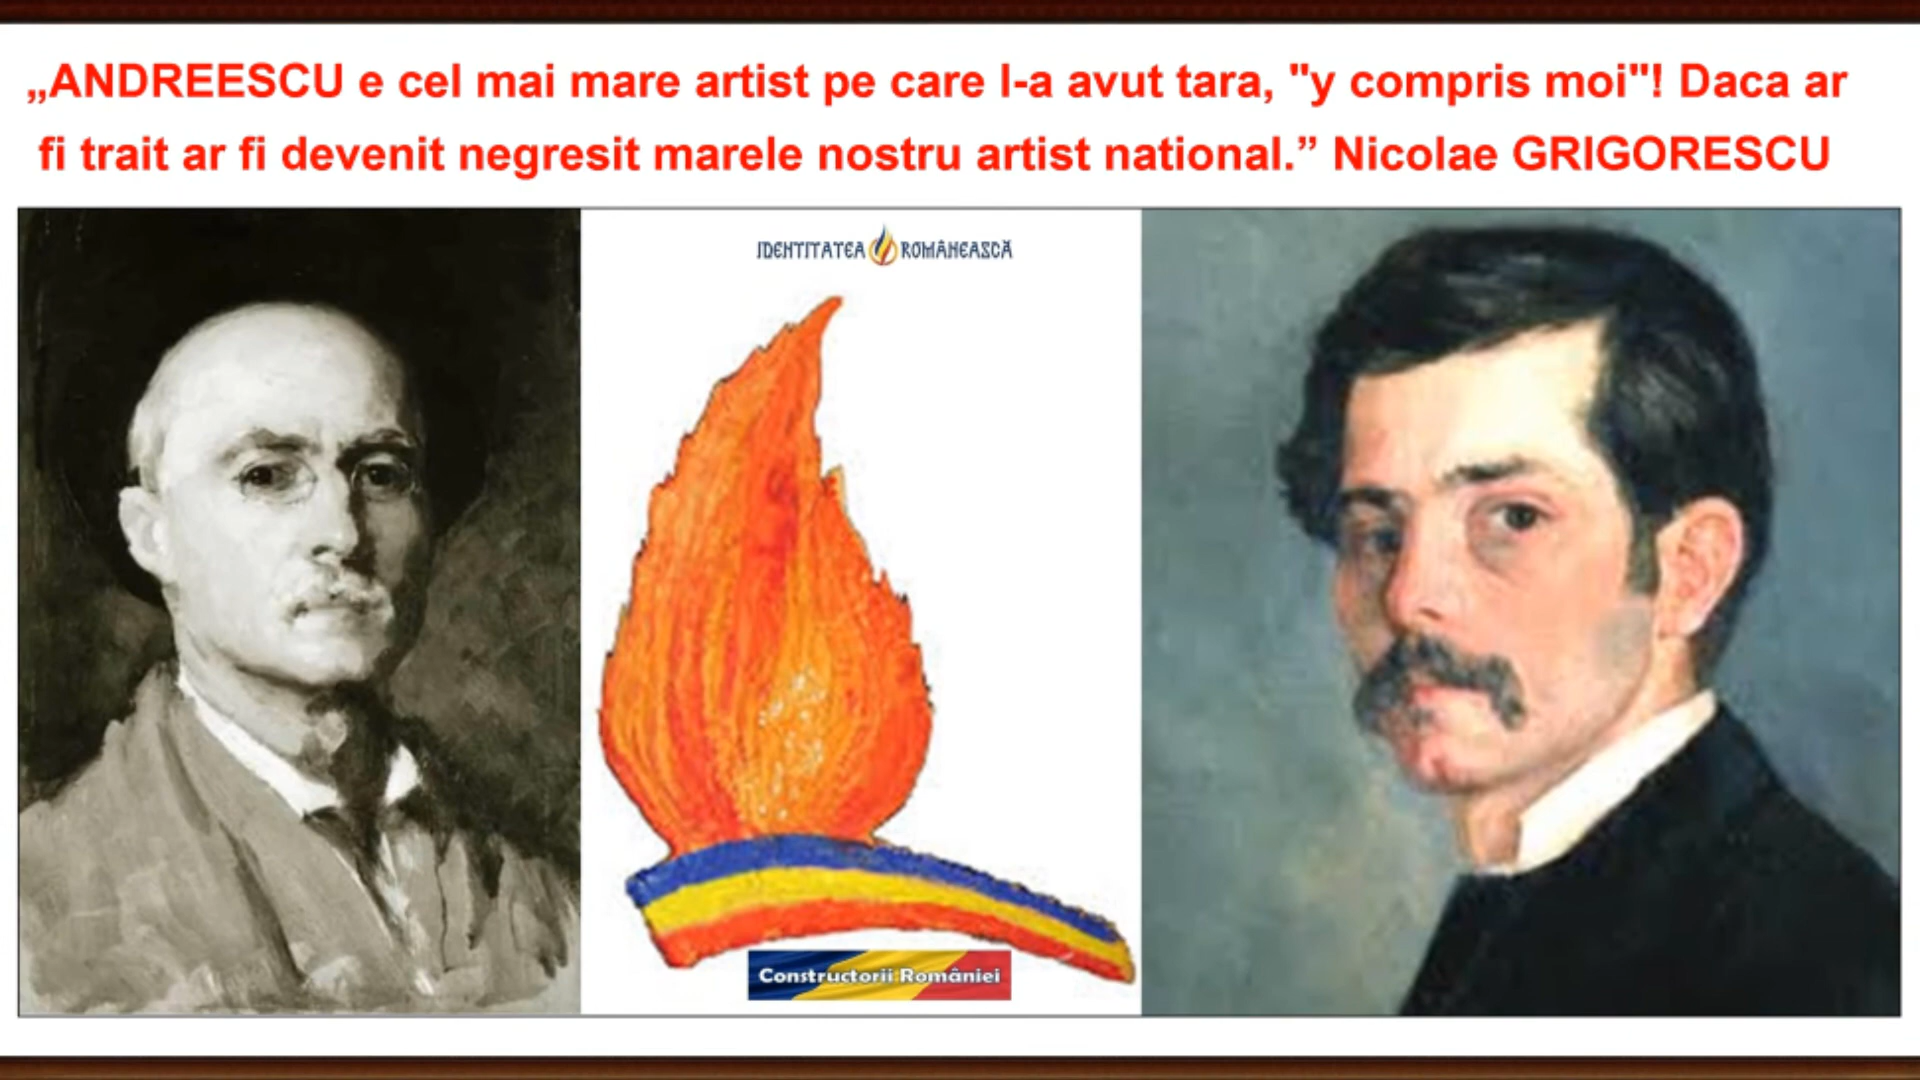 „ANDREESCU e cel mai mare artist pe care l-a avut tara, "y compris moi"! Daca ar
fi trait ar fi devenit negresit marele nostru artist national.” Nicolae GRIGORESCU
IDENTITATEA ROMÂNEASCĂ
Constructorii României